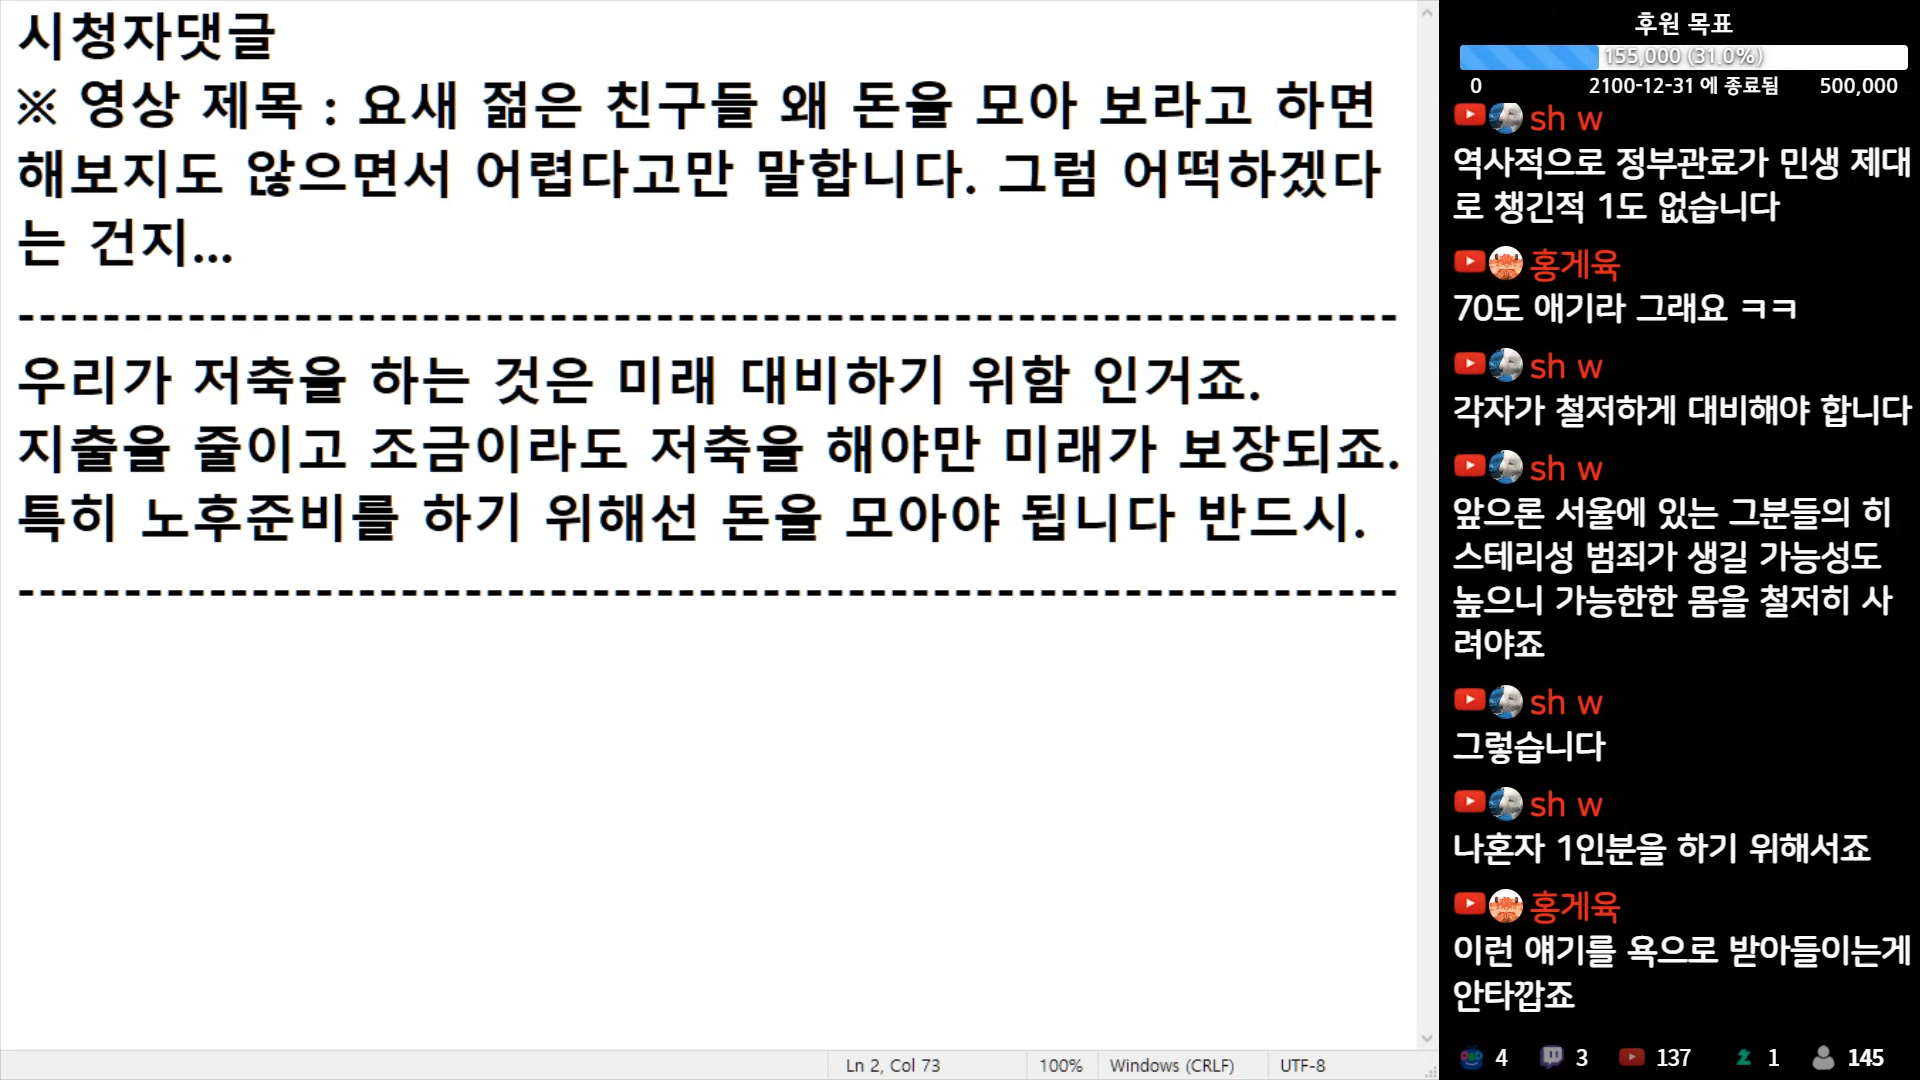 시청자댓글
※ 영상 제목 : 요새 젊은 친구들 왜 돈을 모아 보라고 하면
해보지도 않으면서 어렵다고만 말합니다. 그럼 어떡하겠다
는 건지...
-----------------------------------------------------------------
우리가 저축을 하는 것은 미래 대비하기 위함 인거죠.
지출을 줄이고 조금이라도 저축을 해야만 미래가 보장되죠.
특히 노후준비를 하기 위해선 돈을 모아야 됩니다 반드시.
-----------------------------------------------------------------
Ln 2, Col 73
100%
Windows (CRLF)
UTF-8
후원 목표
155,000 (31.0%)
0
2100-12-31 에 종료됨
500,000
sh w
역사적으로 정부관료가 민생 제대
로 챙긴적 1도 없습니다
홍게육
70도 애기라 그래요 ㅋㅋ
sh w
각자가 철저하게 대비해야 합니다
sh w
앞으론 서울에 있는 그분들의 히
스테리성 범죄가 생길 가능성도
높으니 가능한한 몸을 철저히 사
려야죠
sh w
그렇습니다
sh w
나혼자 1인분을 하기 위해서죠
홍게육
이런 얘기를 욕으로 받아들이는게
안타깝죠
4
3
137
1
145